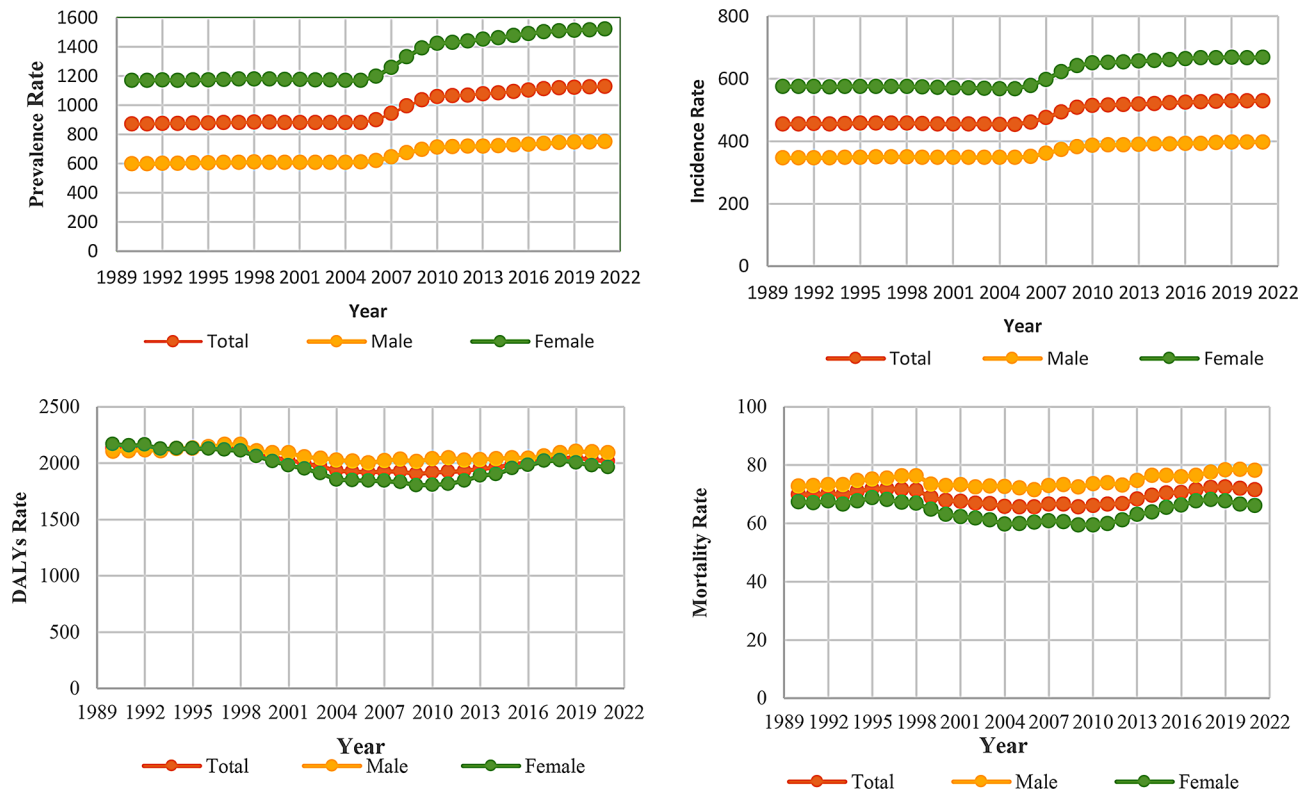 Prevalence Rate
1600
1400
1200
1000
800
600
400
200
0
1989 1992 1995 1998 2001 2004 2007 2010 2013 2016 2019 2022
Year
Total Male Female
Incidence Rate
800
600
400
200
0
1989 1992 1995 1998 2001 2004 2007 2010 2013 2016 2019 2022
Year
Total Male Female
DALYs Rate
2500
2000
1500
1000
500
0
1989 1992 1995 1998 2001 2004 2007 2010 2013 2016 2019 2022
Year
Total Male Female
Mortality Rate
100
80
60
40
20
0
1989 1992 1995 1998 2001 2004 2007 2010 2013 2016 2019 2022
Year
Total Male Female